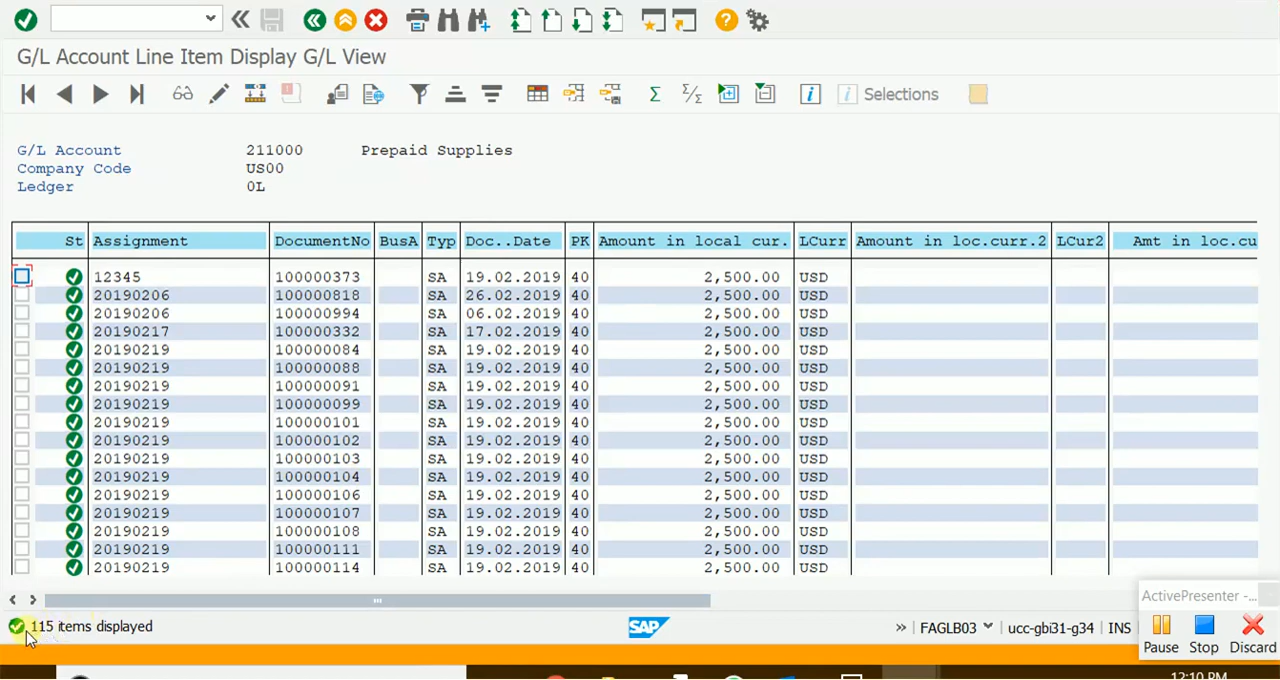 G/L Account Line Item Display G/L View
Selections
G/L Account 211000 Prepaid Supplies
Company Code US00
Ledger 0L
St Assignment DocumentNo BusA Typ Doc..Date PK Amount in local cur. LCurr Amount in loc.curr.2 LCur2 Amt in loc.cu
12345 100000373 SA 19.02.2019 40 2,500.00 USD
20190206 100000818 SA 26.02.2019 40 2,500.00 USD
20190206 100000994 SA 06.02.2019 40 2,500.00 USD
20190217 100000332 SA 17.02.2019 40 2,500.00 USD
20190219 100000084 SA 19.02.2019 40 2,500.00 USD
20190219 100000088 SA 19.02.2019 40 2,500.00 USD
20190219 100000091 SA 19.02.2019 40 2,500.00 USD
20190219 100000099 SA 19.02.2019 40 2,500.00 USD
20190219 100000101 SA 19.02.2019 40 2,500.00 USD
20190219 100000102 SA 19.02.2019 40 2,500.00 USD
20190219 100000103 SA 19.02.2019 40 2,500.00 USD
20190219 100000104 SA 19.02.2019 40 2,500.00 USD
20190219 100000106 SA 19.02.2019 40 2,500.00 USD
20190219 100000107 SA 19.02.2019 40 2,500.00 USD
20190219 100000108 SA 19.02.2019 40 2,500.00 USD
20190219 100000111 SA 19.02.2019 40 2,500.00 USD
20190219 100000114 SA 19.02.2019 40 2,500.00 USD
ActivePresenter -...
115 items displayed SAP » FAGLB03 ucc-gbi31-g34 INS
Pause Stop Discard
12:10 PM